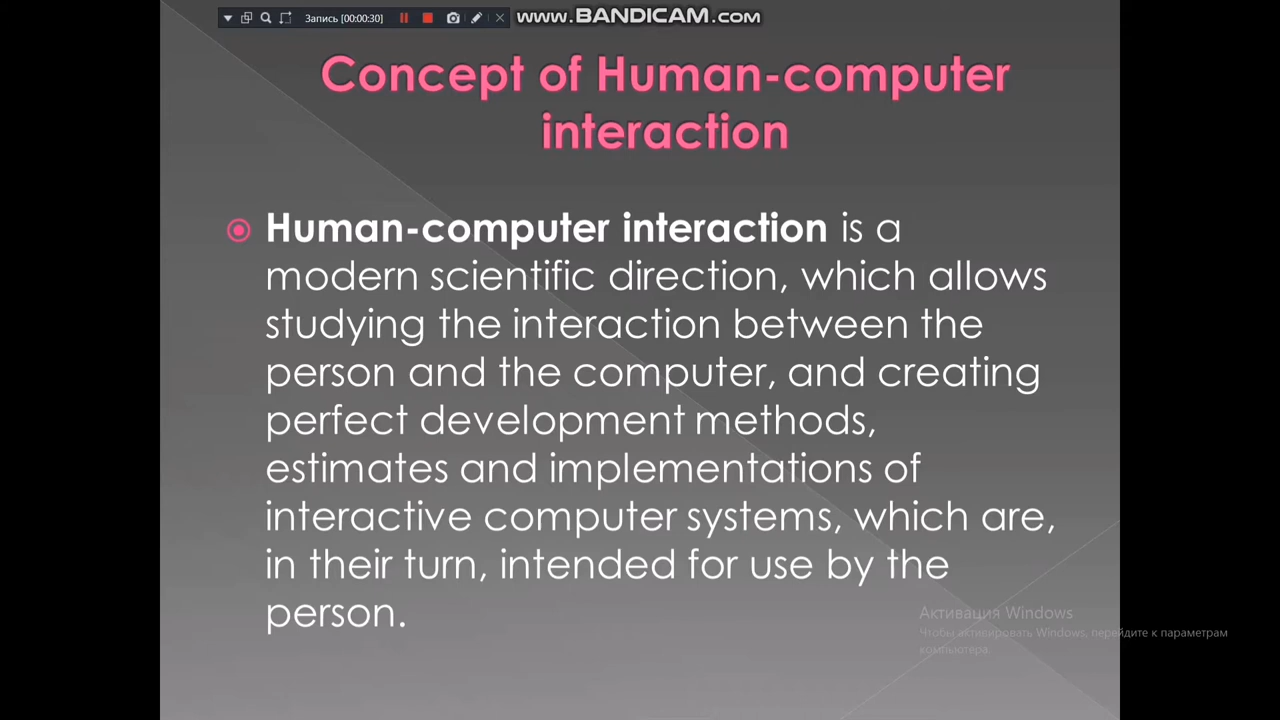 Запись [00:00:30]
www.BANDICAM.com
Concept of Human-computer
interaction
Human-computer interaction is a
modern scientific direction, which allows
studying the interaction between the
person and the computer, and creating
perfect development methods,
estimates and implementations of
interactive computer systems, which are,
in their turn, intended for use by the
person.
Активация Windows
Чтобы активировать Windows, перейдите к параметрам
компьютера.